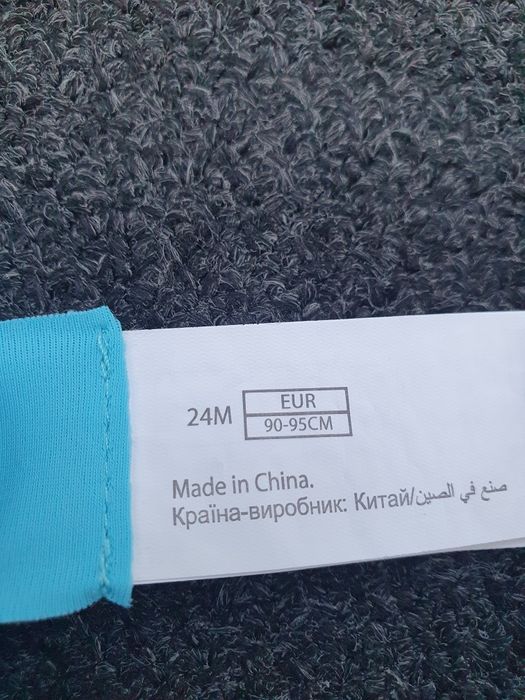 24M EUR
90-95CM
Made in China.
Країна-виробник: Китай/صنع في الصين